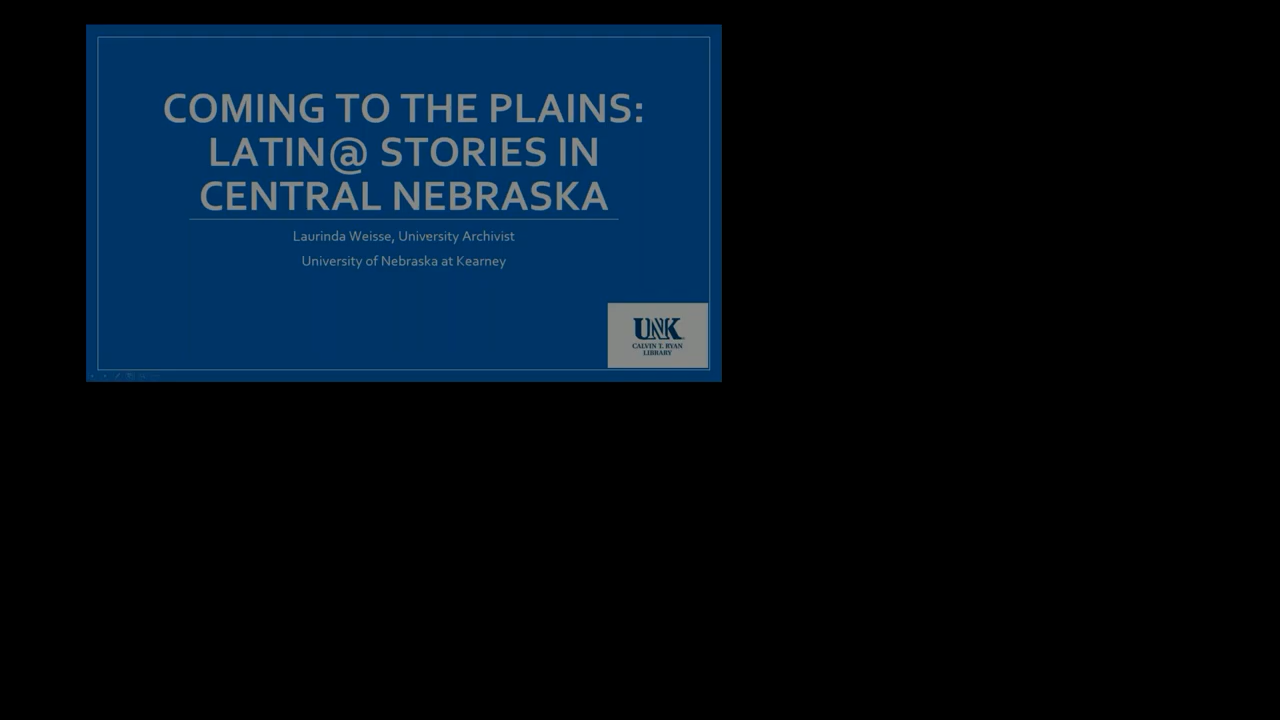 COMING TO THE PLAINS:
LATIN@ STORIES IN
CENTRAL NEBRASKA
Laurinda Weisse, University Archivist
University of Nebraska at Kearney
UNK
CALVIN T. RYAN
LIBRARY